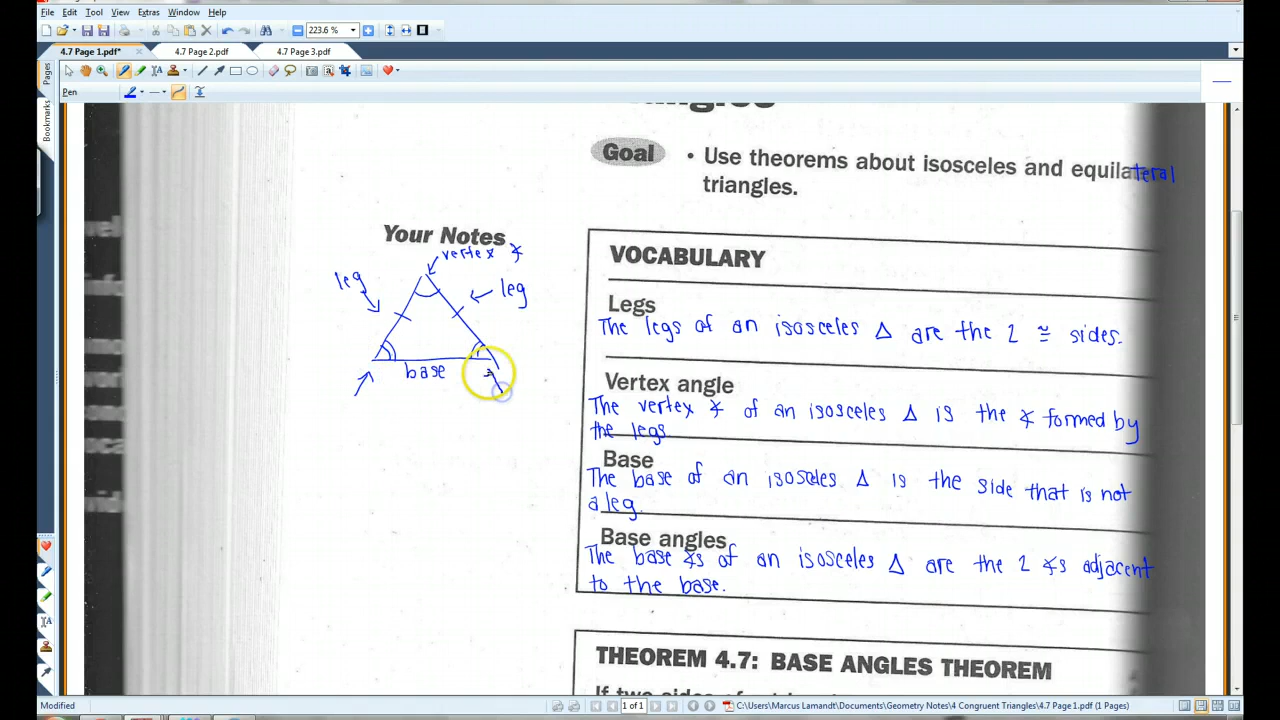 File Edit View Tools Extras Window Help
223.6 %
4.7 Page 1.pdf* 4.7 Page 2.pdf 4.7 Page 3.pdf
Pages
Bookmarks
Pen
Goal
• Use theorems about isosceles and equilateral
triangles.
Your Notes
vertex ∡
leg
leg
base
VOCABULARY
Legs
The legs of an isosceles Δ are the 2 ≅ sides.
Vertex angle
The vertex ∡ of an isosceles Δ is the ∡ formed by
the legs
Base
The base of an isosceles Δ is the side that is not
a leg.
Base angles
The base ∡s of an isosceles Δ are the 2 ∡s adjacent
to the base.
THEOREM 4.7: BASE ANGLES THEOREM
Modified
1 of 1
C:\Users\Marcus Lamandt\Documents\Geometry Notes\4 Congruent Triangles\4.7 Page 1.pdf (1 Pages)